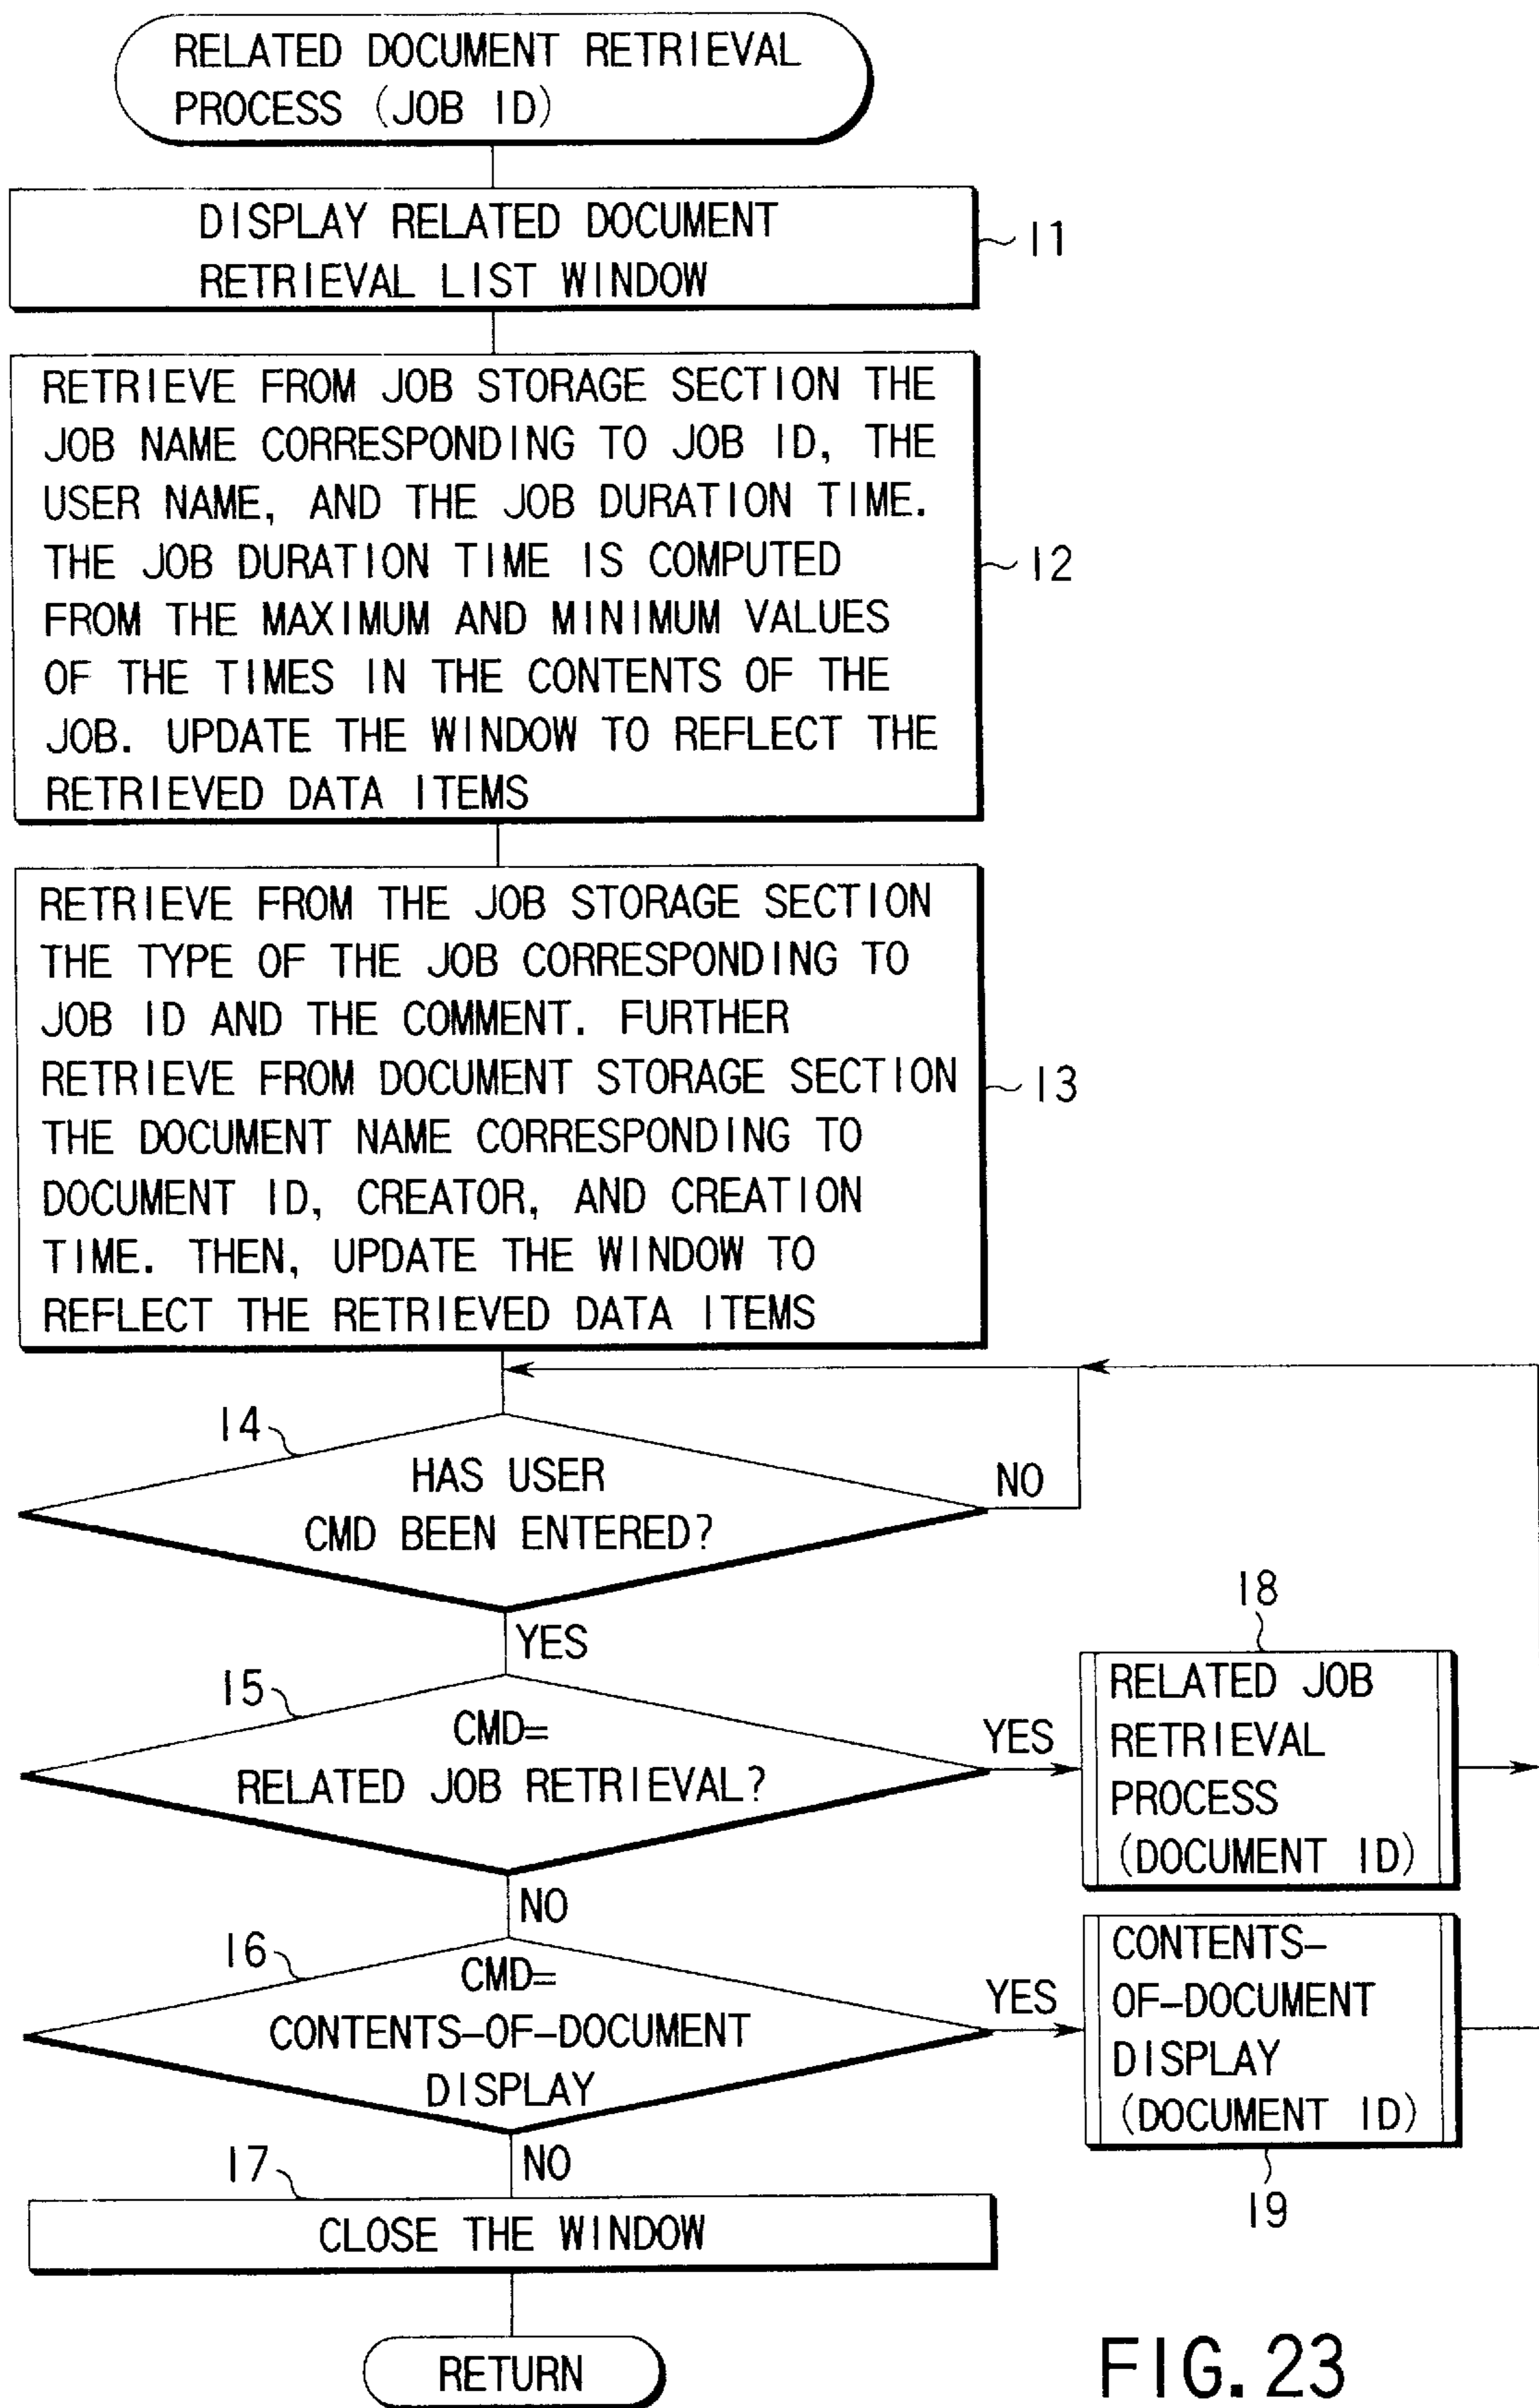 RELATED DOCUMENT RETRIEVAL
PROCESS (JOB ID)
DISPLAY RELATED DOCUMENT
RETRIEVAL LIST WINDOW
11
RETRIEVE FROM JOB STORAGE SECTION THE
JOB NAME CORRESPONDING TO JOB ID, THE
USER NAME, AND THE JOB DURATION TIME.
THE JOB DURATION TIME IS COMPUTED
FROM THE MAXIMUM AND MINIMUM VALUES
OF THE TIMES IN THE CONTENTS OF THE
JOB. UPDATE THE WINDOW TO REFLECT THE
RETRIEVED DATA ITEMS
12
RETRIEVE FROM THE JOB STORAGE SECTION
THE TYPE OF THE JOB CORRESPONDING TO
JOB ID AND THE COMMENT. FURTHER
RETRIEVE FROM DOCUMENT STORAGE SECTION
THE DOCUMENT NAME CORRESPONDING TO
DOCUMENT ID, CREATOR, AND CREATION
TIME. THEN, UPDATE THE WINDOW TO
REFLECT THE RETRIEVED DATA ITEMS
13
14
HAS USER
CMD BEEN ENTERED?
NO
YES
15
CMD=
RELATED JOB RETRIEVAL?
YES
18
RELATED JOB
RETRIEVAL
PROCESS
(DOCUMENT ID)
NO
16
CMD=
CONTENTS-OF-DOCUMENT
DISPLAY
YES
CONTENTS-
OF-DOCUMENT
DISPLAY
(DOCUMENT ID)
19
NO
17
CLOSE THE WINDOW
RETURN
FIG. 23